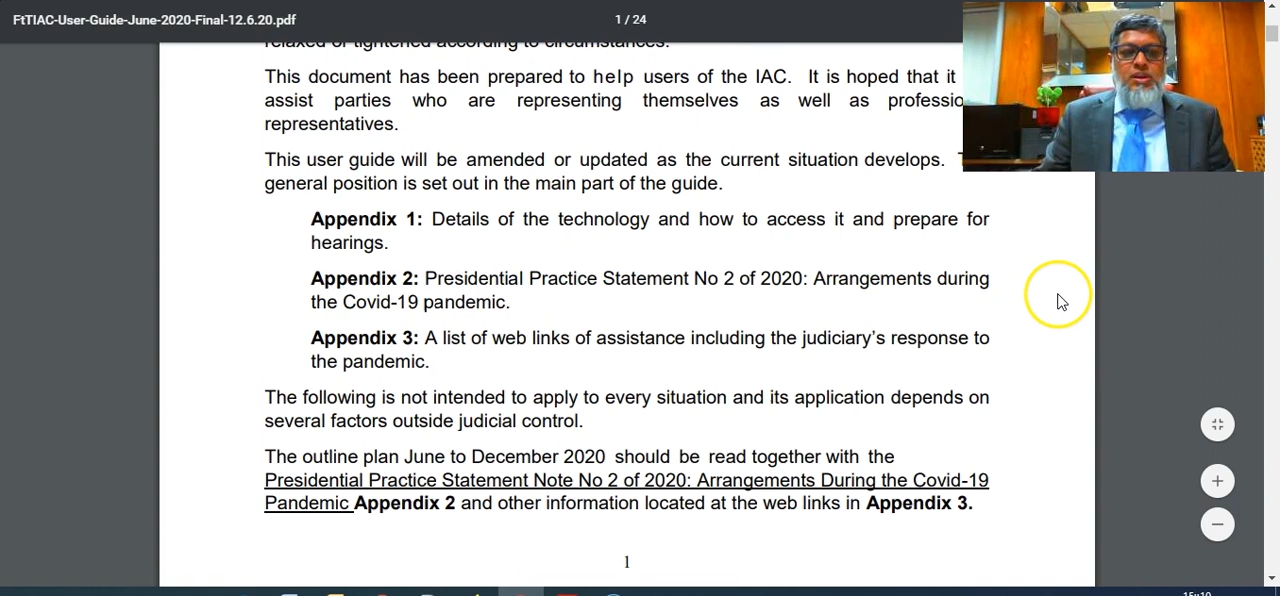 FtTIAC-User-Guide-June-2020-Final-12.6.20.pdf
1 / 24
relaxed or tightened according to circumstances.
This document has been prepared to help users of the IAC. It is hoped that it
assist parties who are representing themselves as well as professio
representatives.
This user guide will be amended or updated as the current situation develops.
general position is set out in the main part of the guide.
Appendix 1: Details of the technology and how to access it and prepare for
hearings.
Appendix 2: Presidential Practice Statement No 2 of 2020: Arrangements during
the Covid-19 pandemic.
Appendix 3: A list of web links of assistance including the judiciary's response to
the pandemic.
The following is not intended to apply to every situation and its application depends on
several factors outside judicial control.
The outline plan June to December 2020 should be read together with the
Presidential Practice Statement Note No 2 of 2020: Arrangements During the Covid-19
Pandemic Appendix 2 and other information located at the web links in Appendix 3.
1